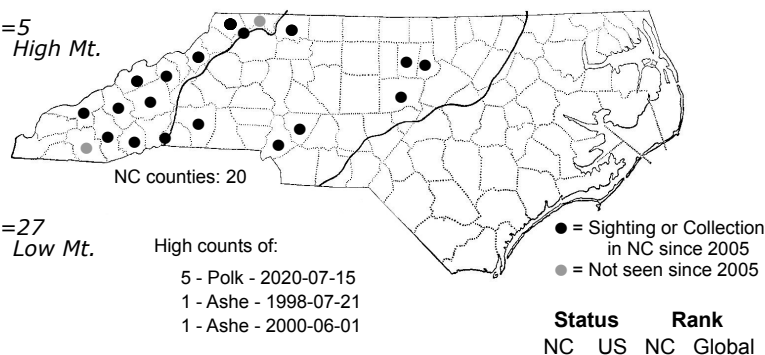 =5
High Mt.
NC counties: 20
=27
Low Mt.
High counts of:
5 - Polk - 2020-07-15
1 - Ashe - 1998-07-21
1 - Ashe - 2000-06-01
● = Sighting or Collection
in NC since 2005
● = Not seen since 2005
Status Rank
NC US NC Global